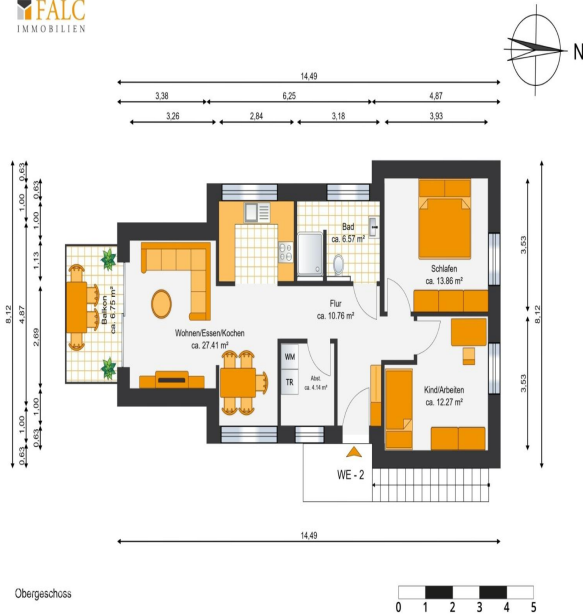 FALC
IMMOBILIEN
N
14,49
3,38 6,25 4,87
3,26 2,84 3,18 3,93
0,63
1,00
4,87
1,00
0,63
8,12
0,63
1,00
1,13
2,69
1,00
0,63
Bad
ca. 6.57 m²
Schlafen
ca. 13.86 m²
3,53
Balkon
ca. 6.75 m²
Flur
ca. 10.76 m²
Wohnen/Essen/Kochen
ca. 27.41 m²
8,12
WM
TR
Abst.
ca. 4.14 m²
Kind/Arbeiten
ca. 12.27 m²
3,53
WE - 2
14,49
Obergeschoss
0 1 2 3 4 5